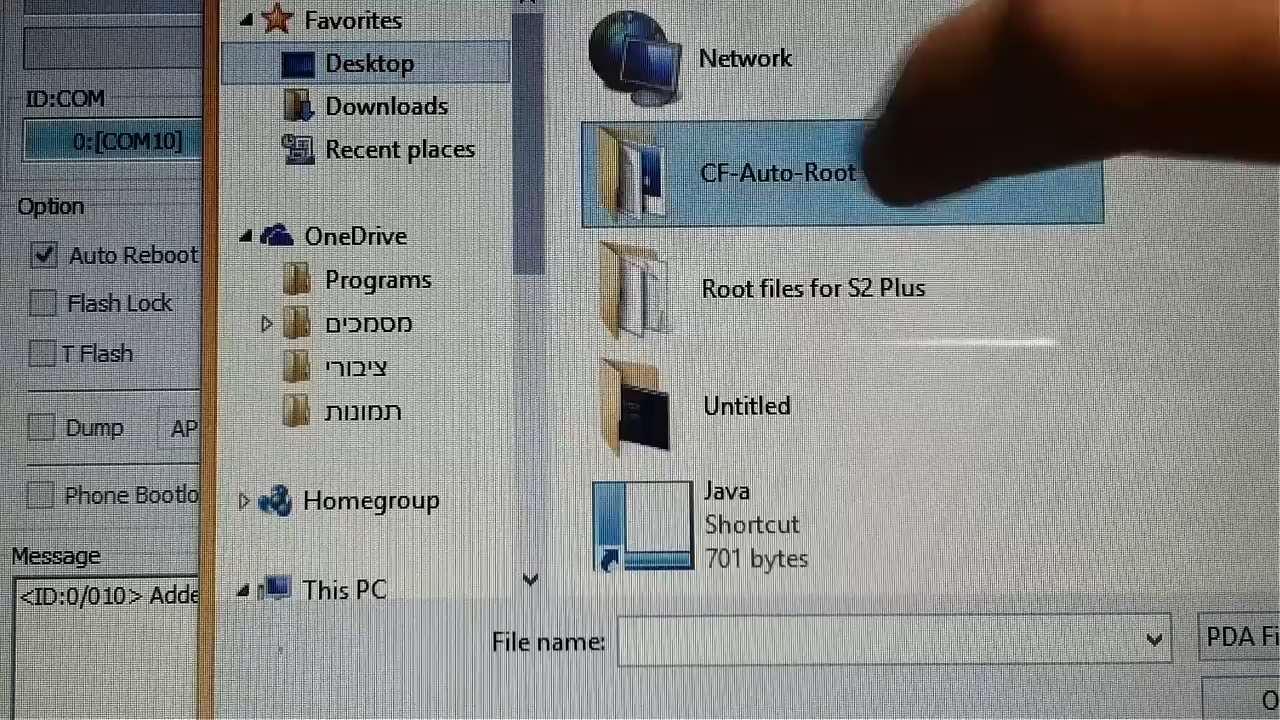 ID:COM
0:[COM10]
Option
Auto Reboot
Flash Lock
T Flash
Dump AP
Phone Bootlo
Message
<ID:0/010> Adde
Favorites
Desktop
Downloads
Recent places
OneDrive
Programs
מסמכים
ציבורי
תמונות
Homegroup
This PC
Network
CF-Auto-Root
Root files for S2 Plus
Untitled
Java
Shortcut
701 bytes
File name:
PDA Fi
O